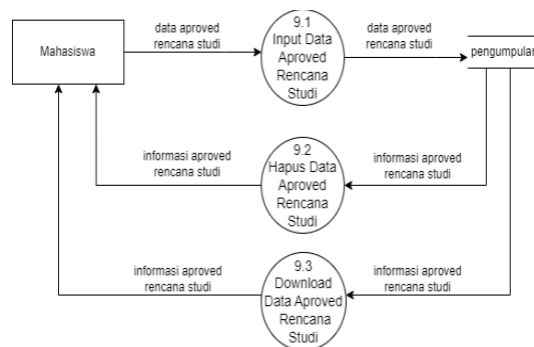 Mahasiswa
data aproved
rencana studi
9.1
Input Data
Aproved
Rencana
Studi
data aproved
rencana studi
pengumpulan
informasi aproved
rencana studi
9.2
Hapus Data
Aproved
Rencana
Studi
informasi aproved
rencana studi
informasi aproved
rencana studi
9.3
Download
Data Aproved
Rencana
Studi
informasi aproved
rencana studi